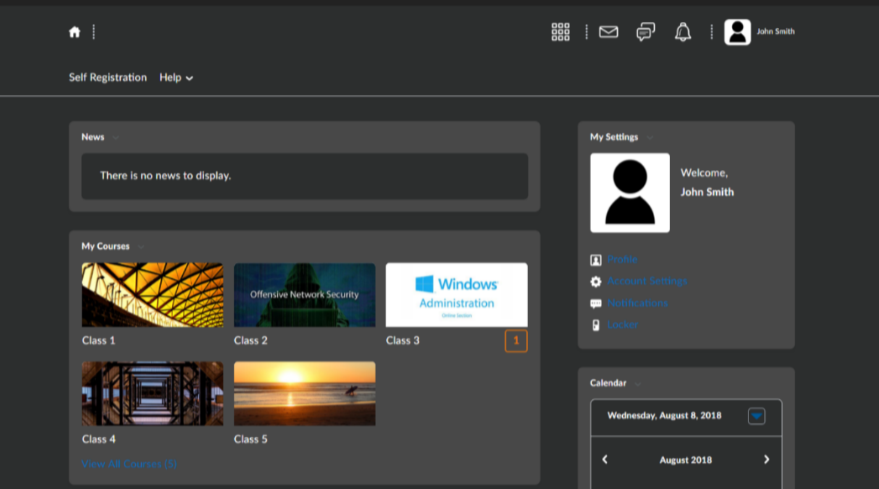 John Smith
Self Registration Help
News
There is no news to display.
My Courses
Offensive Network Security
Windows
Administration
Online Session
Class 1
Class 2
Class 3
1
Class 4
Class 5
View All Courses (5)
My Settings
Welcome,
John Smith
Profile
Account Settings
Notifications
Locker
Calendar
Wednesday, August 8, 2018
August 2018